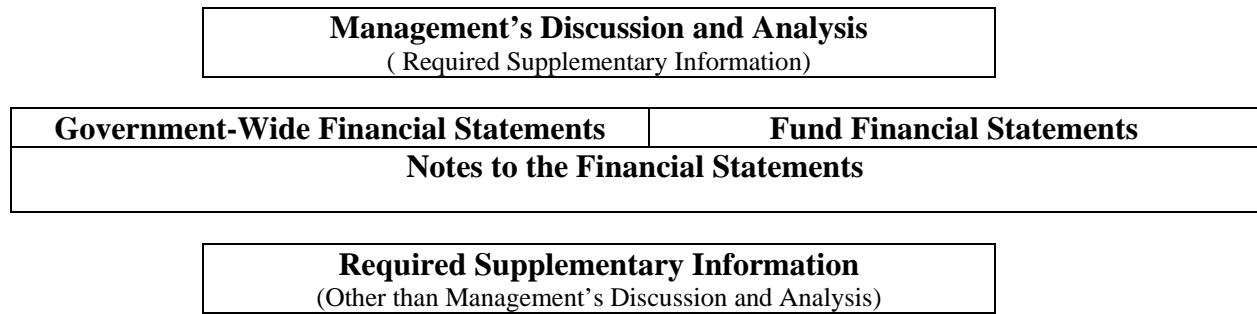 Management’s Discussion and Analysis
( Required Supplementary Information)
Government-Wide Financial Statements
Fund Financial Statements
Notes to the Financial Statements
Required Supplementary Information
(Other than Management’s Discussion and Analysis)